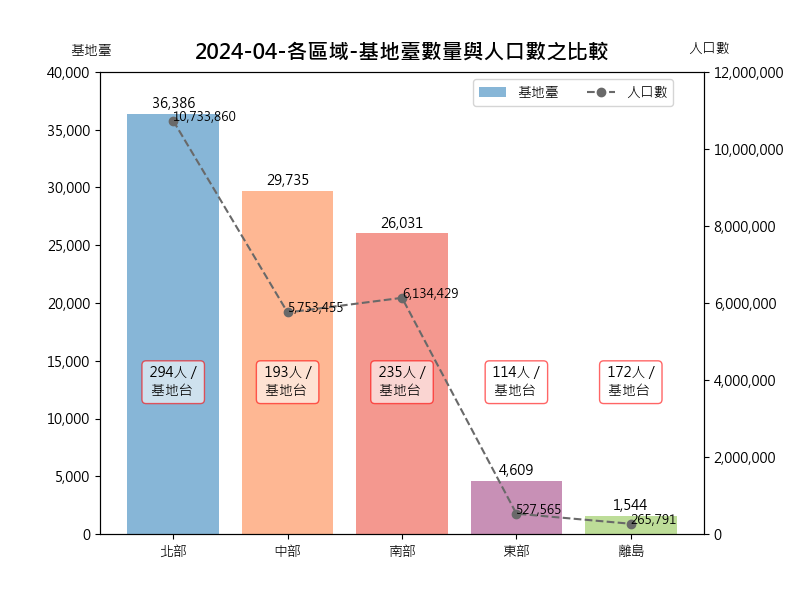 2024-04-各區域-基地臺數量與人口數之比較
基地臺
人口數
基地臺
人口數
40,000
35,000
30,000
25,000
20,000
15,000
10,000
5,000
0
12,000,000
10,000,000
8,000,000
6,000,000
4,000,000
2,000,000
0
36,386
10,733,860
29,735
5,753,455
26,031
6,134,429
4,609
527,565
1,544
265,791
294人 /
基地台
193人 /
基地台
235人 /
基地台
114人 /
基地台
172人 /
基地台
北部
中部
南部
東部
離島